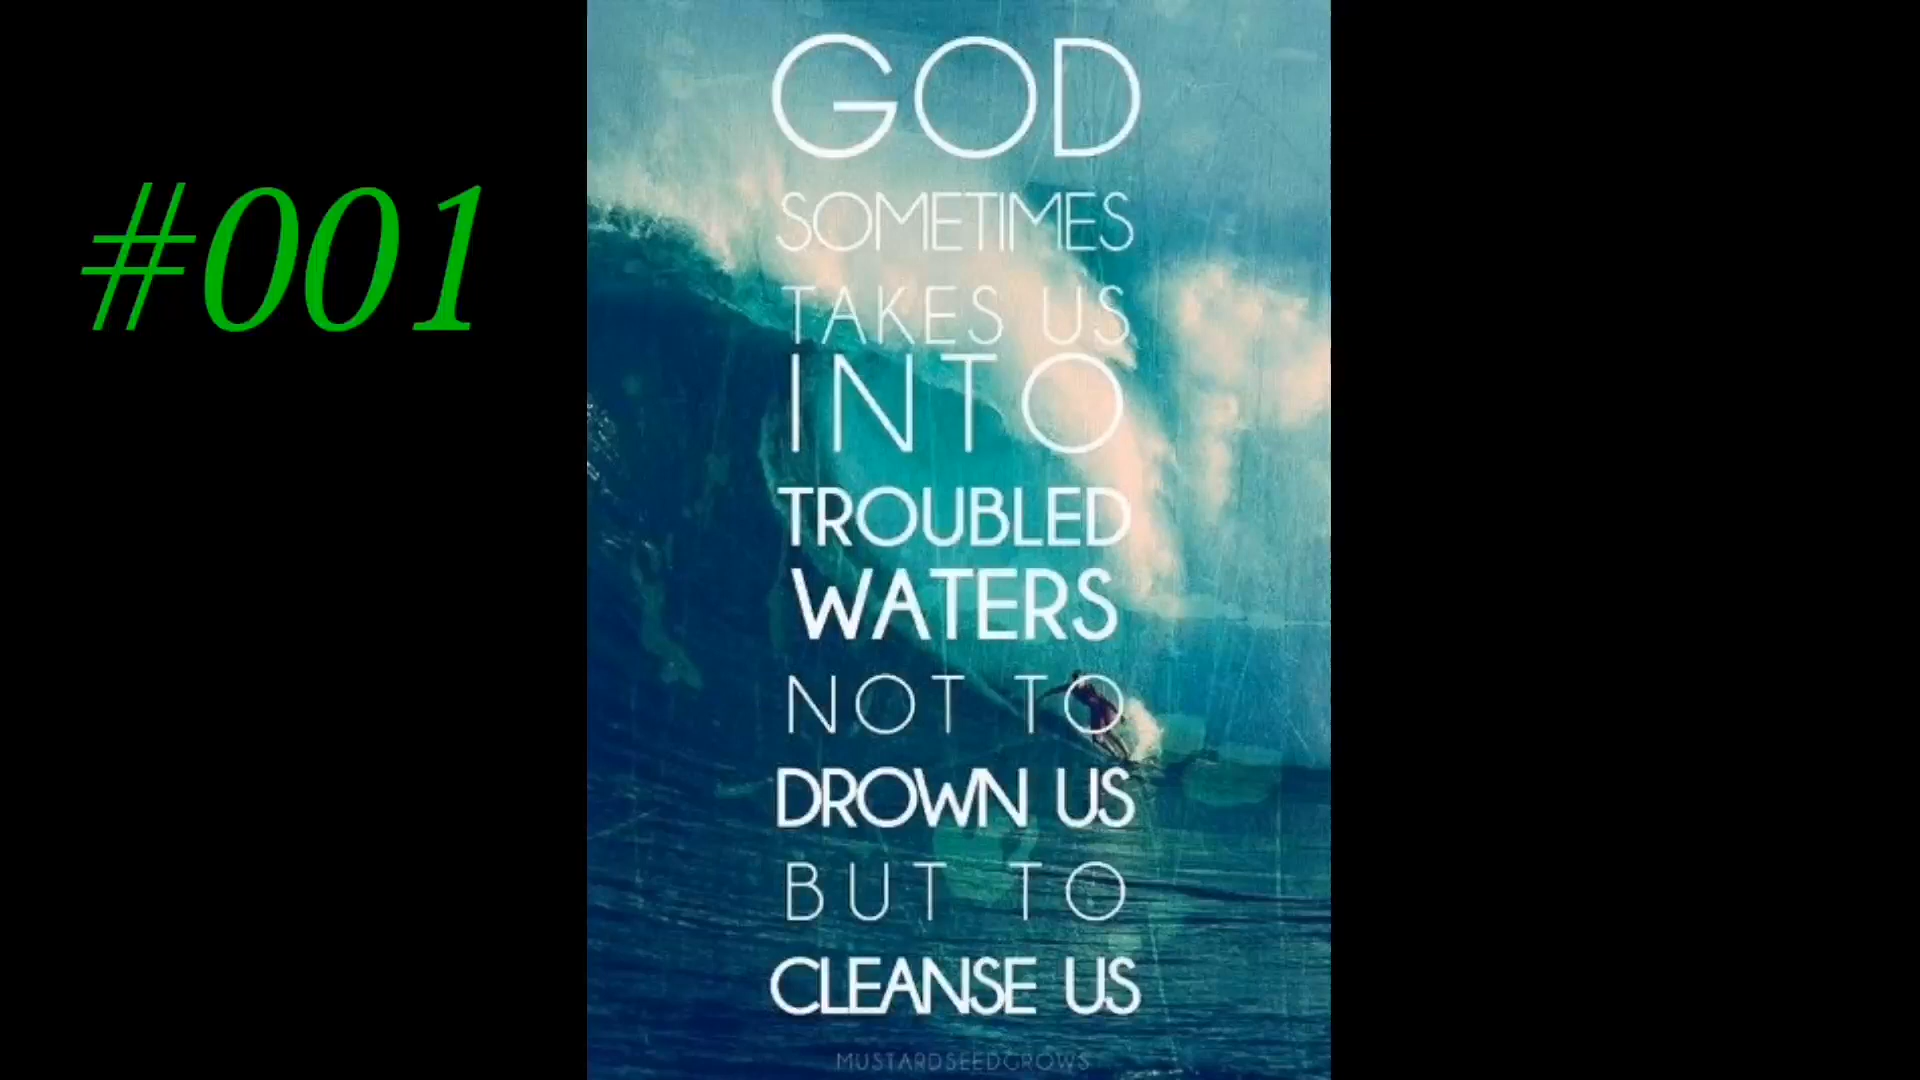 #001
GOD
SOMETIMES
TAKES US
INTO
TROUBLED
WATERS
NOT TO
DROWN US
BUT TO
CLEANSE US
MUSTARDSEEDGROWS